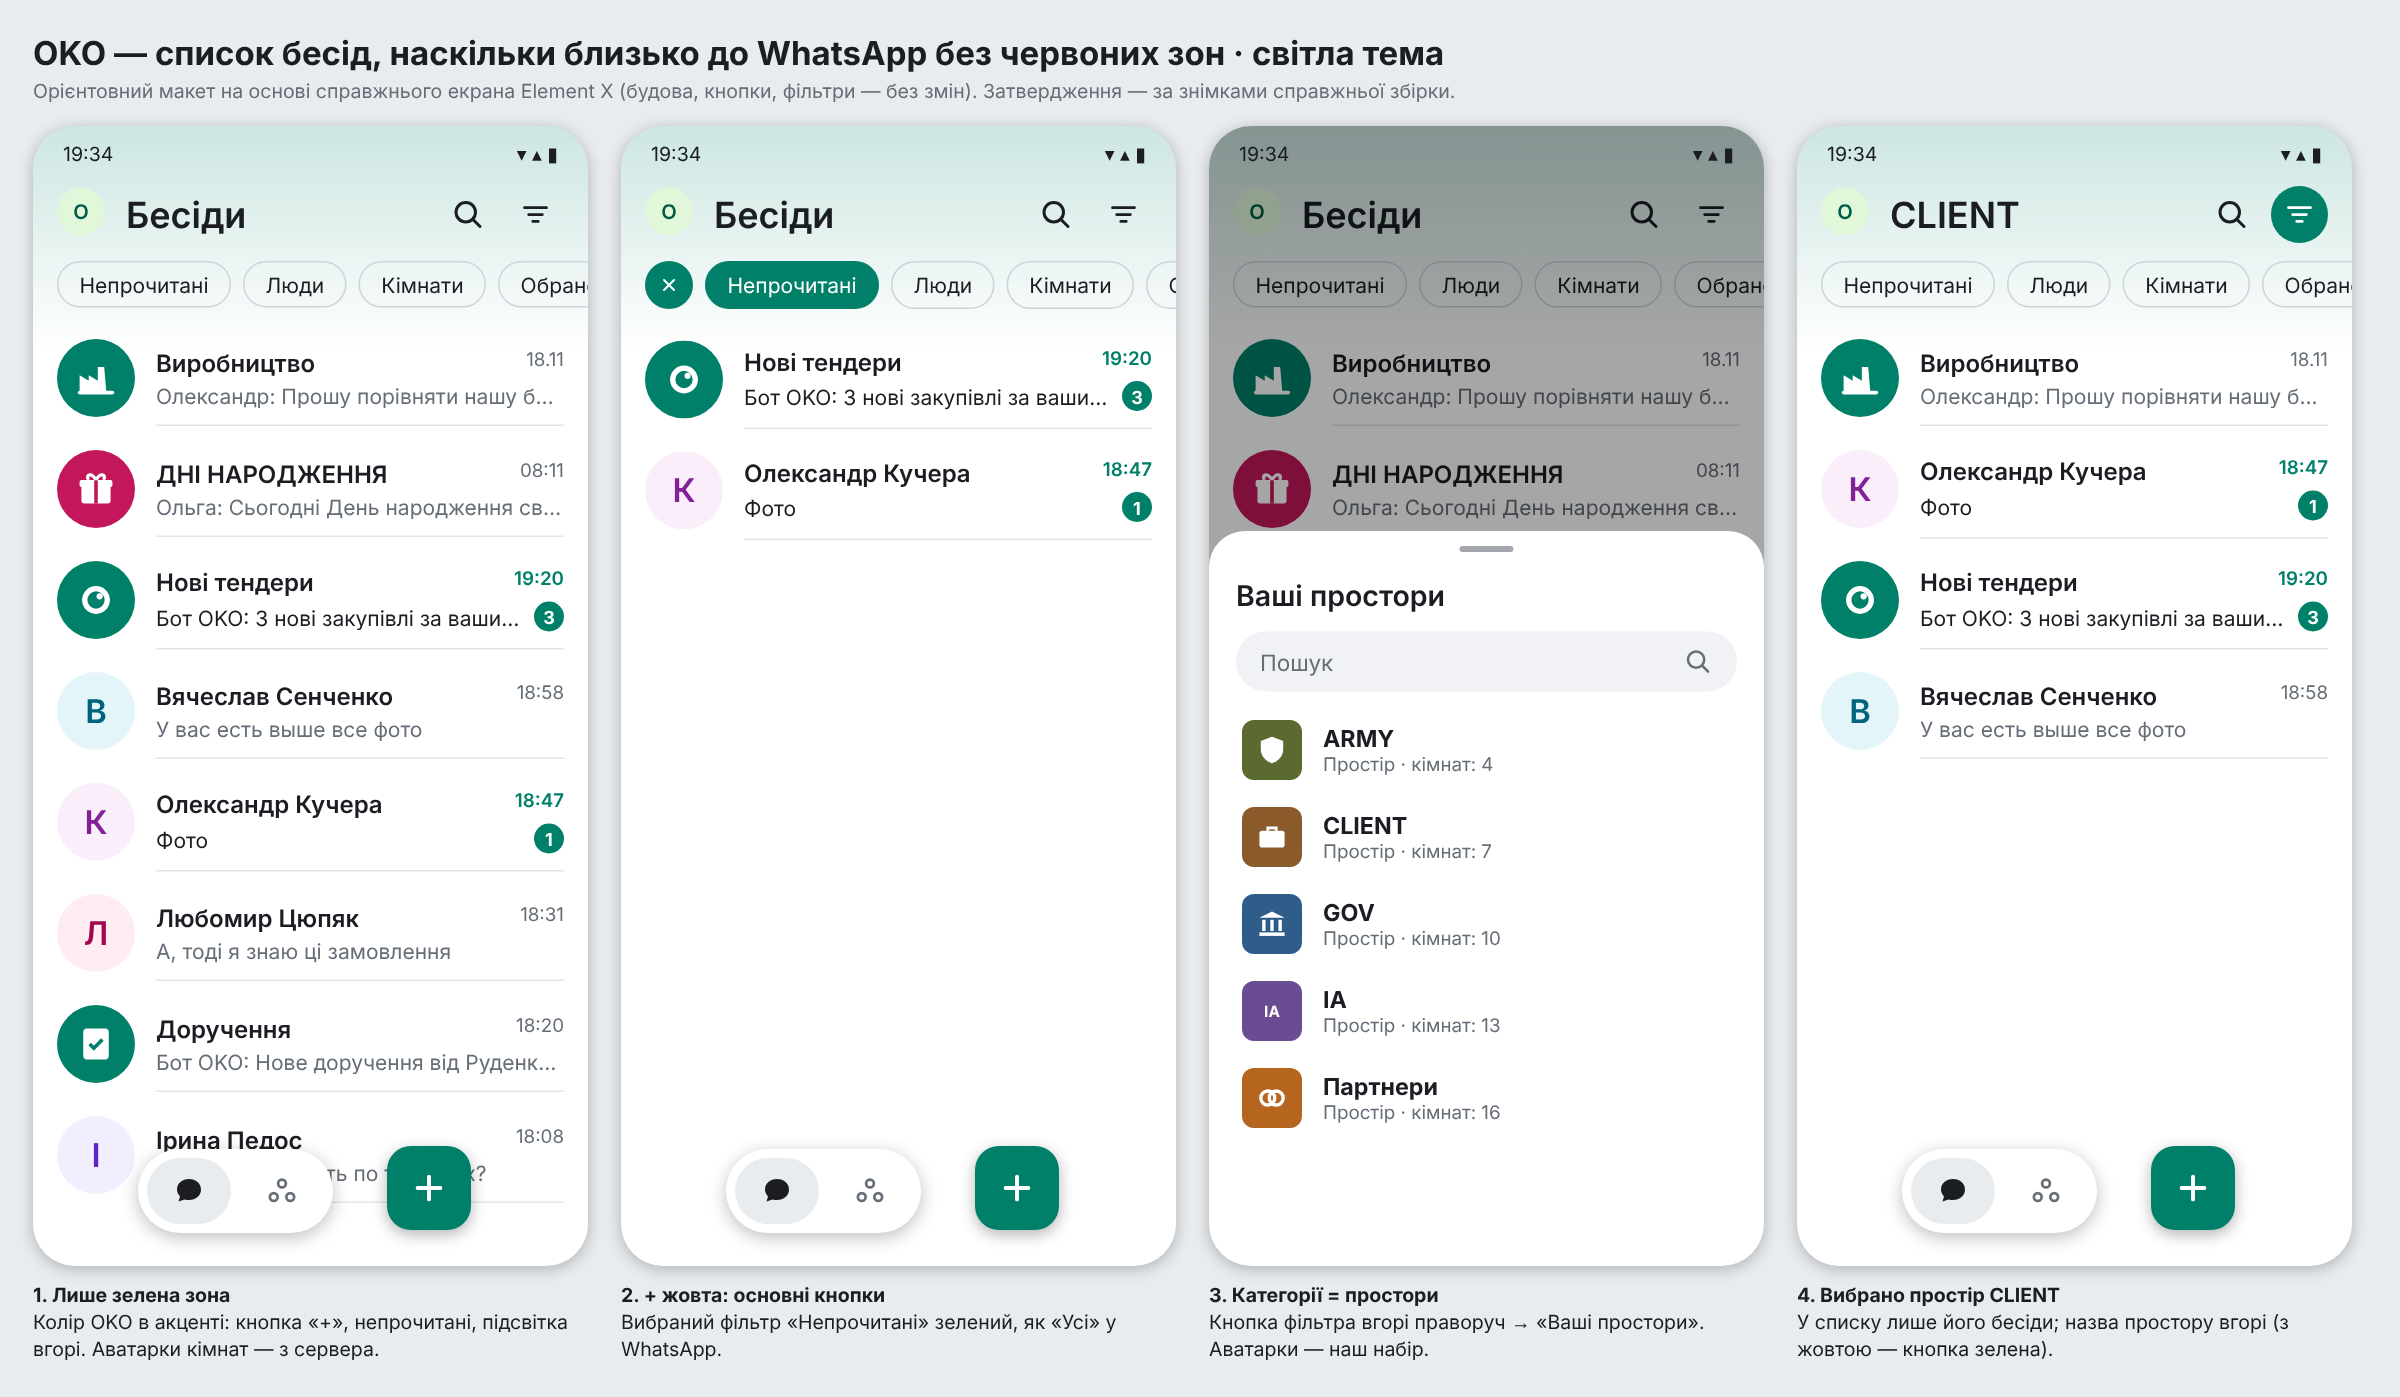 OKO — список бесід, наскільки близько до WhatsApp без червоних зон · світла тема
Орієнтовний макет на основі справжнього екрана Element X (будова, кнопки, фільтри — без змін). Затвердження — за знімками справжньої збірки.
19:34
О Бесіди
Непрочитані Люди Кімнати Обран
Виробництво 18.11
Олександр: Прошу порівняти нашу б...
ДНІ НАРОДЖЕННЯ 08:11
Ольга: Сьогодні День народження св...
Нові тендери 19:20
Бот ОКО: 3 нові закупівлі за ваши... 3
В Вячеслав Сенченко 18:58
У вас есть выше все фото
К Олександр Кучера 18:47
Фото 1
Л Любомир Цюпяк 18:31
А, тоді я знаю ці замовлення
Доручення 18:20
Бот ОКО: Нове доручення від Руденк...
І Ірина Педос 18:08
ть по
?
1. Лише зелена зона
Колір ОКО в акценті: кнопка «+», непрочитані, підсвітка
вгорі. Аватарки кімнат — з сервера.
19:34
О Бесіди
× Непрочитані Люди Кімнати
Нові тендери 19:20
Бот ОКО: 3 нові закупівлі за ваши... 3
К Олександр Кучера 18:47
Фото 1
2. + жовта: основні кнопки
Вибраний фільтр «Непрочитані» зелений, як «Усі» у
WhatsApp.
19:34
О Бесіди
Непрочитані Люди Кімнати Обран
Виробництво 18.11
Олександр: Прошу порівняти нашу б...
ДНІ НАРОДЖЕННЯ 08:11
Ольга: Сьогодні День народження св...
Ваші простори
Пошук
ARMY
Простір · кімнат: 4
CLIENT
Простір · кімнат: 7
GOV
Простір · кімнат: 10
IA IA
Простір · кімнат: 13
Партнери
Простір · кімнат: 16
3. Категорії = простори
Кнопка фільтра вгорі праворуч → «Ваші простори».
Аватарки — наш набір.
19:34
О CLIENT
Непрочитані Люди Кімнати Обран
Виробництво 18.11
Олександр: Прошу порівняти нашу б...
К Олександр Кучера 18:47
Фото 1
Нові тендери 19:20
Бот ОКО: 3 нові закупівлі за ваши... 3
В Вячеслав Сенченко 18:58
У вас есть выше все фото
4. Вибрано простір CLIENT
У списку лише його бесіди; назва простору вгорі (з
жовтою — кнопка зелена).